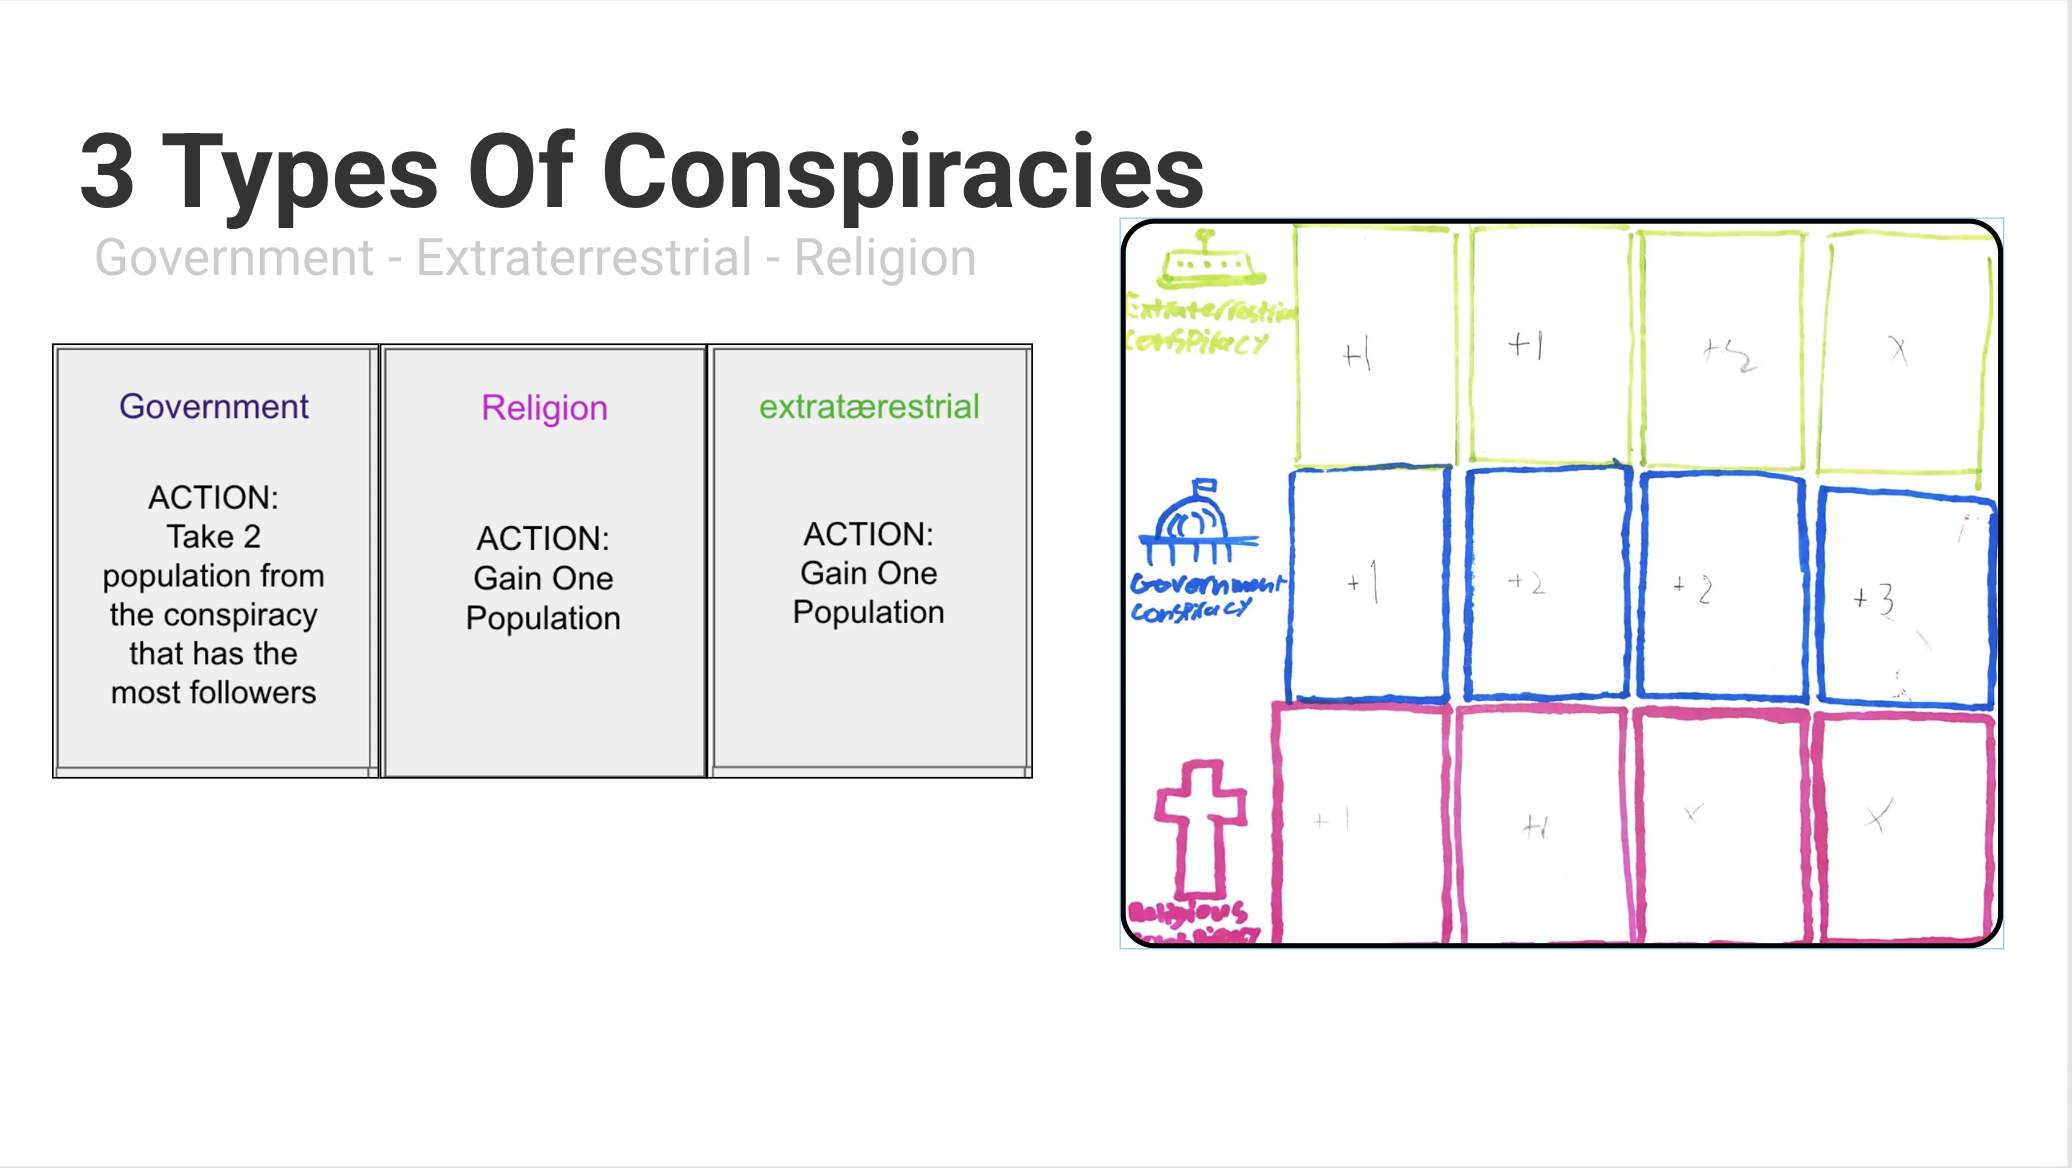 3 Types Of Conspiracies
Government - Extraterrestrial - Religion
Government
ACTION:
Take 2
population from
the conspiracy
that has the
most followers
Religion
ACTION:
Gain One
Population
extratærestrial
ACTION:
Gain One
Population
Extraterrestrial
conspiracy
+1
+1
+2
X
Government
conspiracy
+1
+2
+2
+3
Religious
+1
+1
X
X